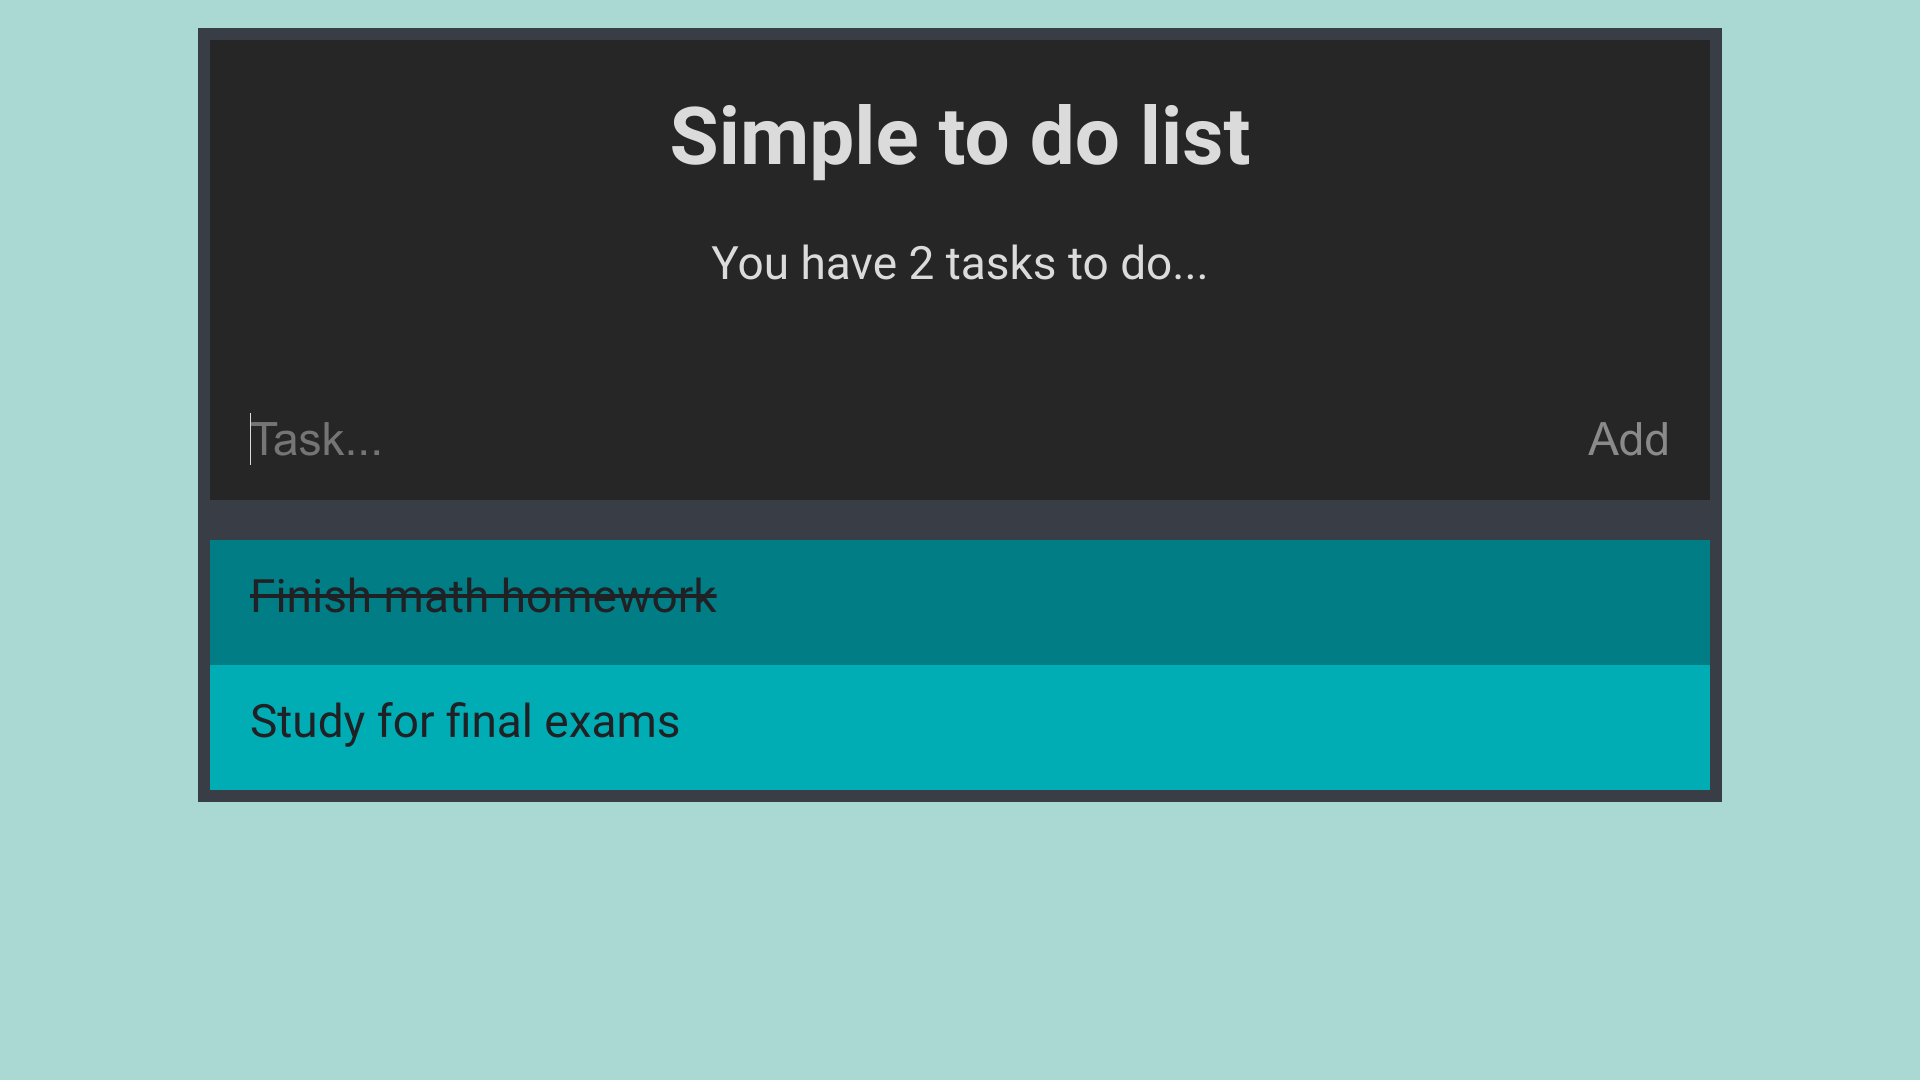 Simple to do list
You have 2 tasks to do...
Task...
Add
Finish math homework
Study for final exams